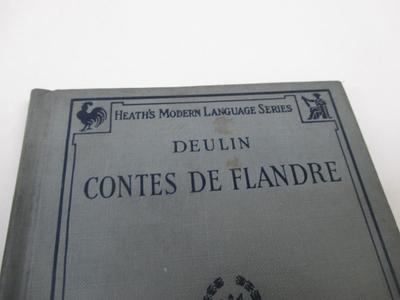 HEATH'S MODERN LANGUAGE SERIES
DEULIN
CONTES DE FLANDRE